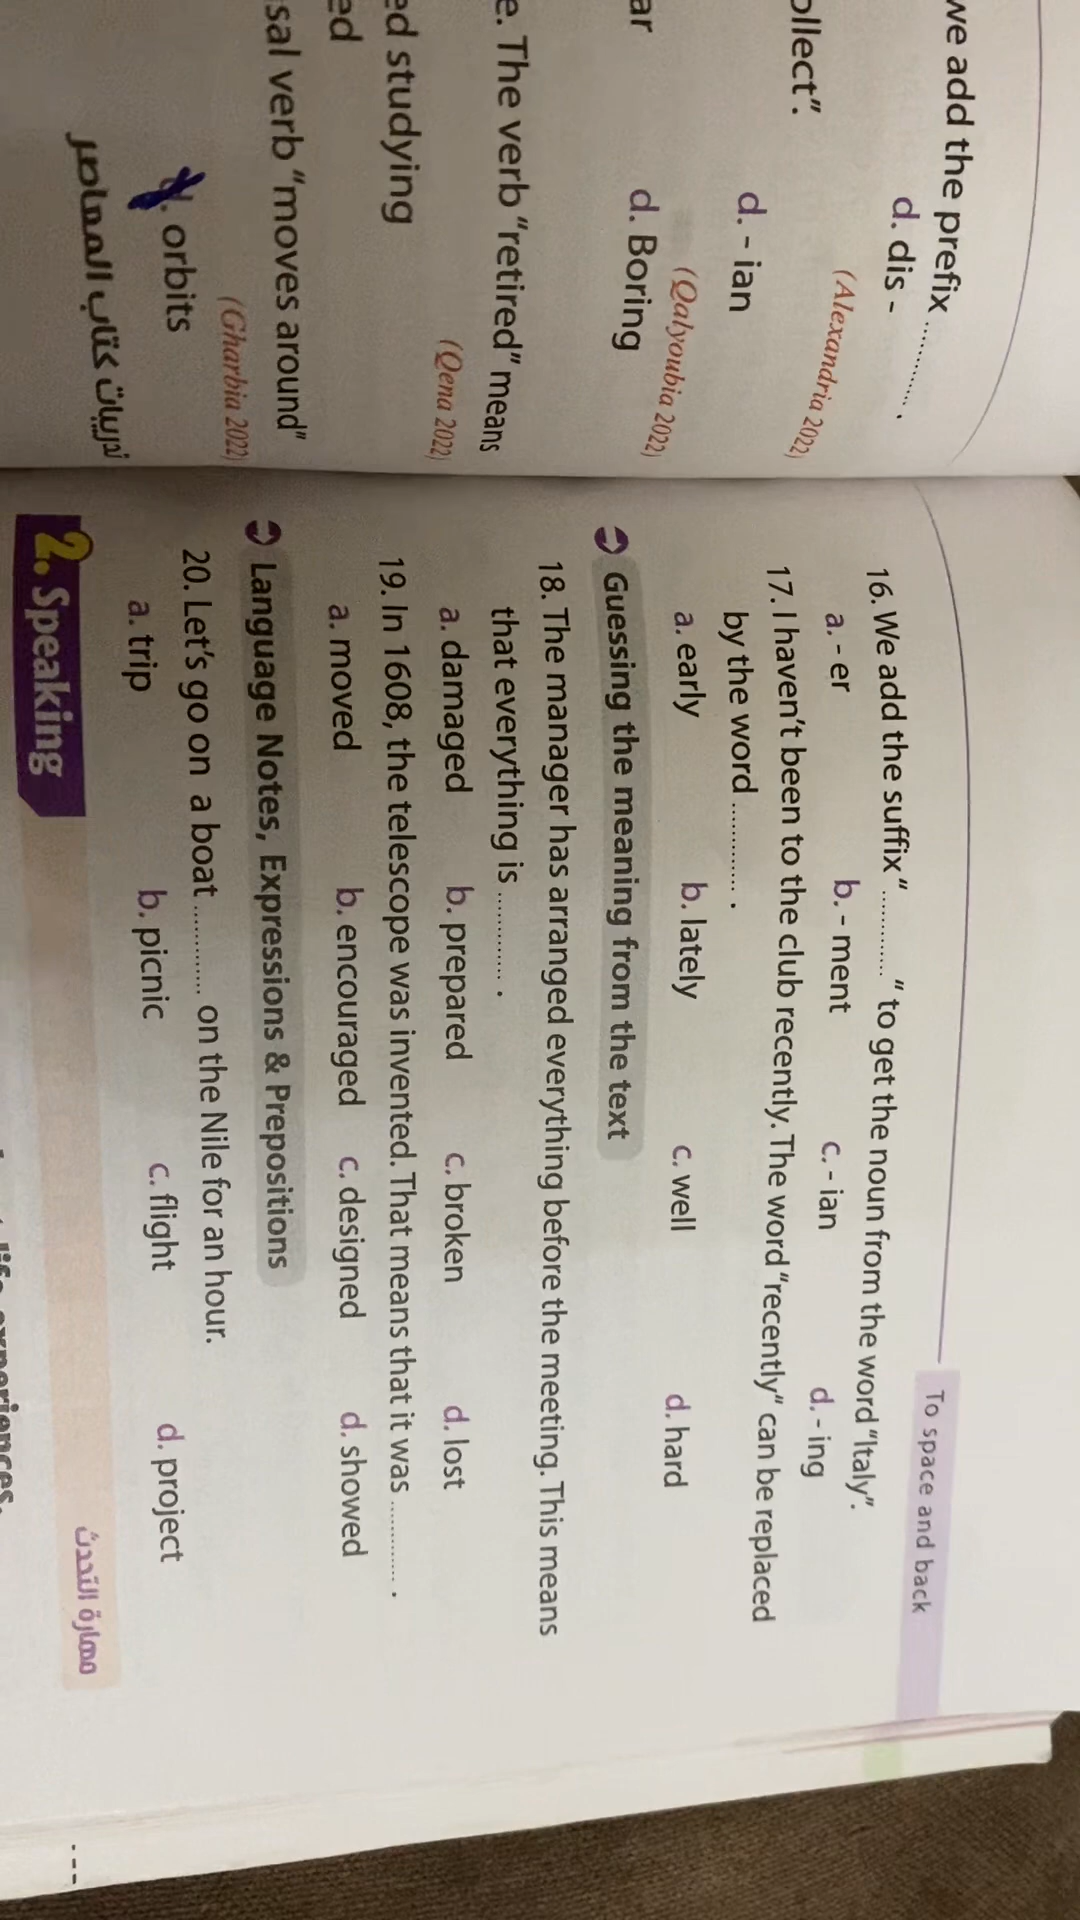 we add the prefix ............ .
d. dis -
(Alexandria 2022)
ollect".
d. - ian
(Qalyoubia 2022)
ar
d. Boring
e. The verb "retired" means
(Qena 2022)
ed studying
ed
sal verb "moves around"
(Gharbia 2022)
orbits
تدريبات كتاب المعاصر
To space and back
16. We add the suffix " ............ " to get the noun from the word "Italy".
a. - er b. - ment c. - ian d. - ing
17. I haven't been to the club recently. The word "recently" can be replaced
by the word ............ .
a. early b. lately c. well d. hard
Guessing the meaning from the text
18. The manager has arranged everything before the meeting. This means
that everything is ............ .
a. damaged b. prepared c. broken d. lost
19. In 1608, the telescope was invented. That means that it was ............ .
a. moved b. encouraged c. designed d. showed
Language Notes, Expressions & Prepositions
20. Let's go on a boat ............ on the Nile for an hour.
a. trip b. picnic c. flight d. project
2. Speaking مهارة التحدث
life experiences.